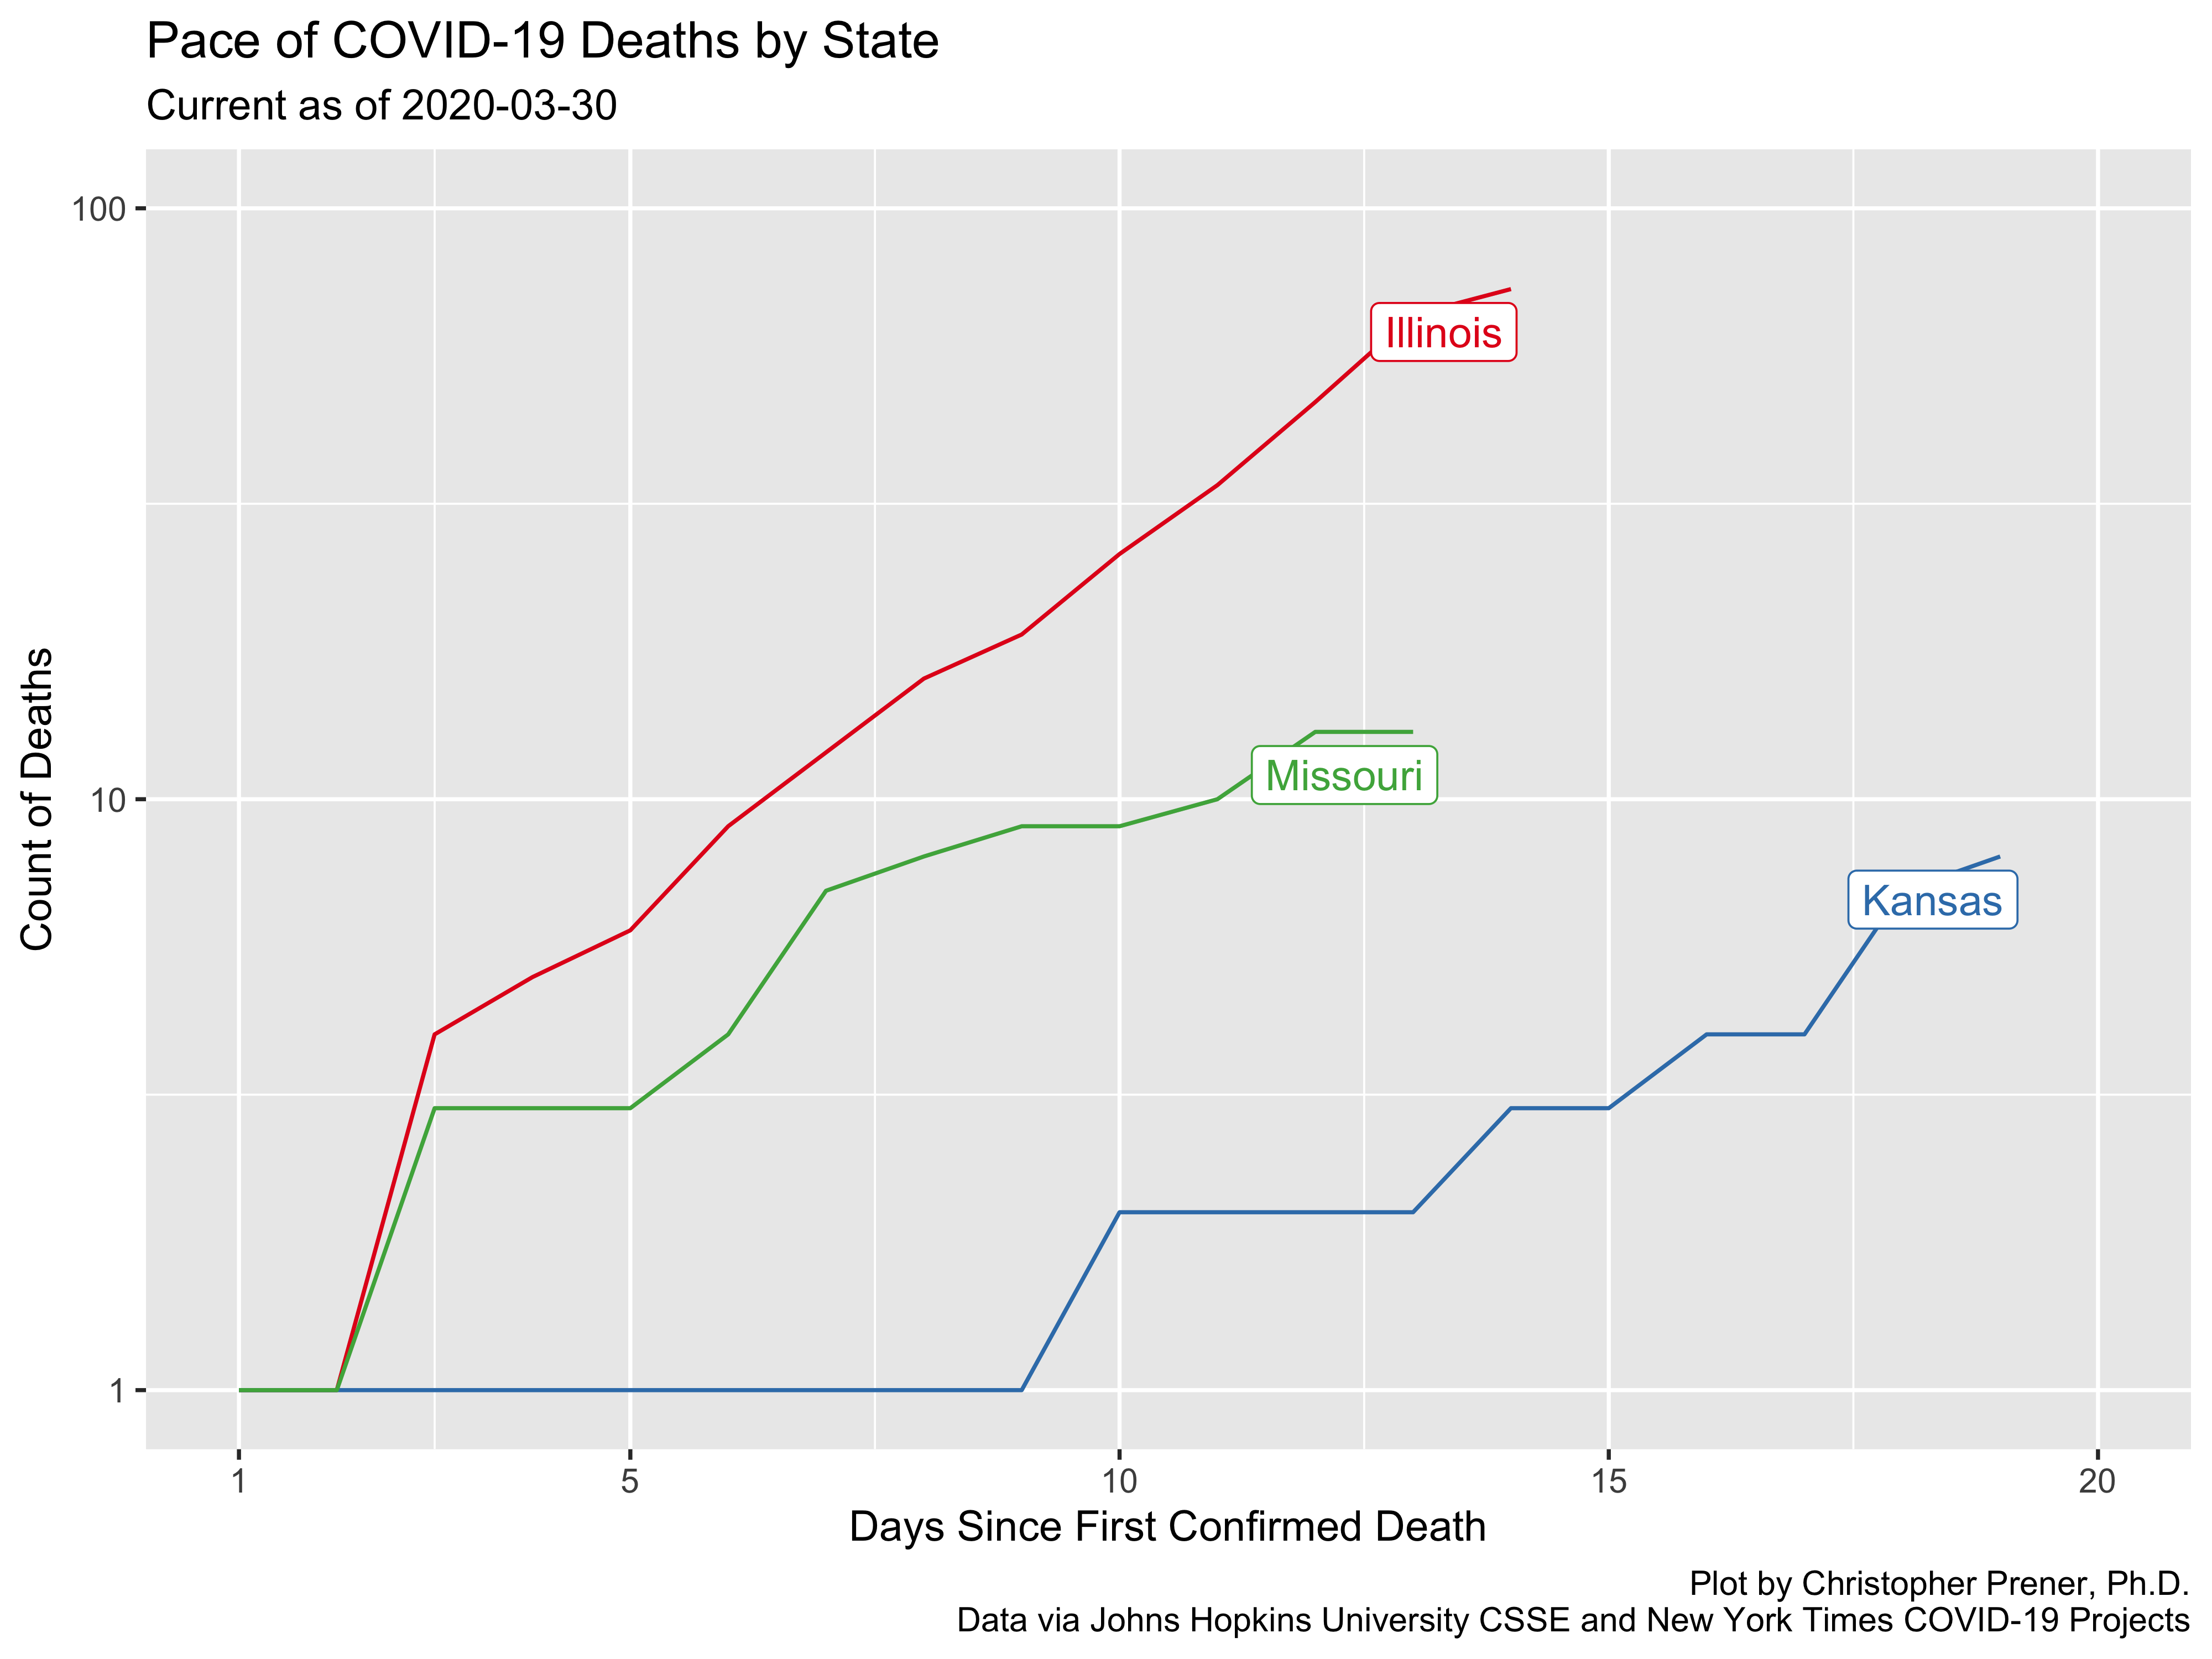 Pace of COVID-19 Deaths by State
Current as of 2020-03-30
100
10
1
Count of Deaths
Illinois
Missouri
Kansas
1 5 10 15 20
Days Since First Confirmed Death
Plot by Christopher Prener, Ph.D.
Data via Johns Hopkins University CSSE and New York Times COVID-19 Projects